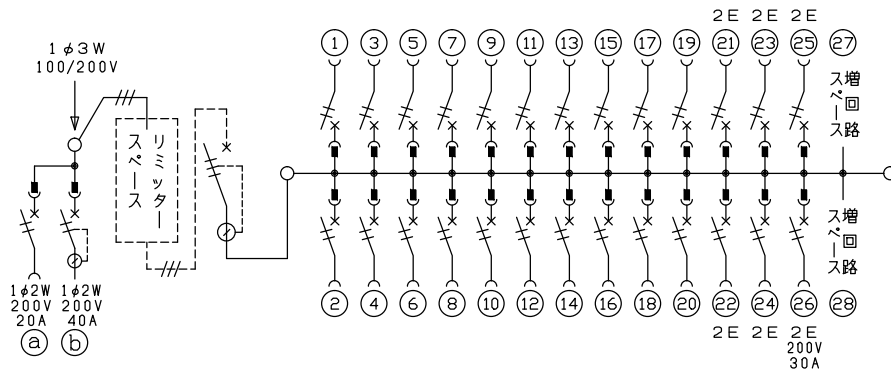 1φ3W
100/200V
リミッター
スペース
1φ2W
200V
20A
ⓐ
1φ2W
200V
40A
ⓑ
2E 2E 2E
① ③ ⑤ ⑦ ⑨ ⑪ ⑬ ⑮ ⑰ ⑲ ㉑ ㉓ ㉕ ㉗
増回路
スペース
増回路
スペース
② ④ ⑥ ⑧ ⑩ ⑫ ⑭ ⑯ ⑱ ⑳ ㉒ ㉔ ㉖ ㉘
2E 2E 2E
200V
30A